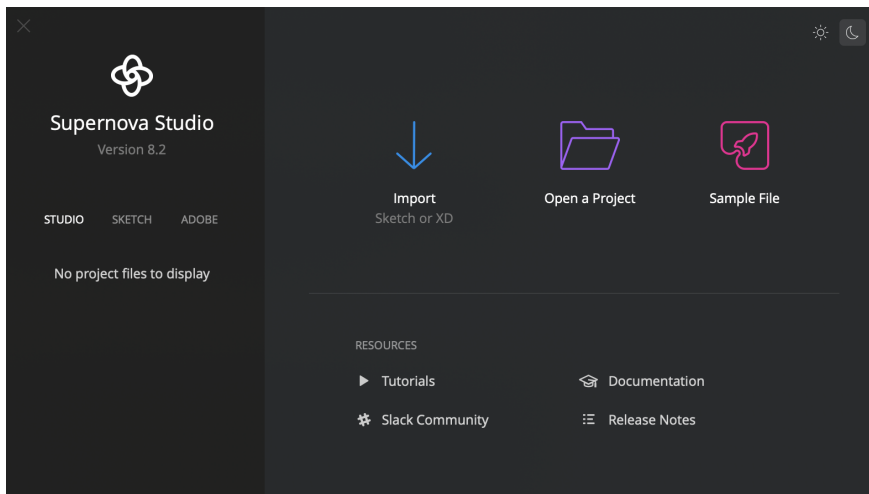 Supernova Studio
Version 8.2
STUDIO SKETCH ADOBE
No project files to display
Import
Sketch or XD
Open a Project
Sample File
RESOURCES
Tutorials
Documentation
Slack Community
Release Notes